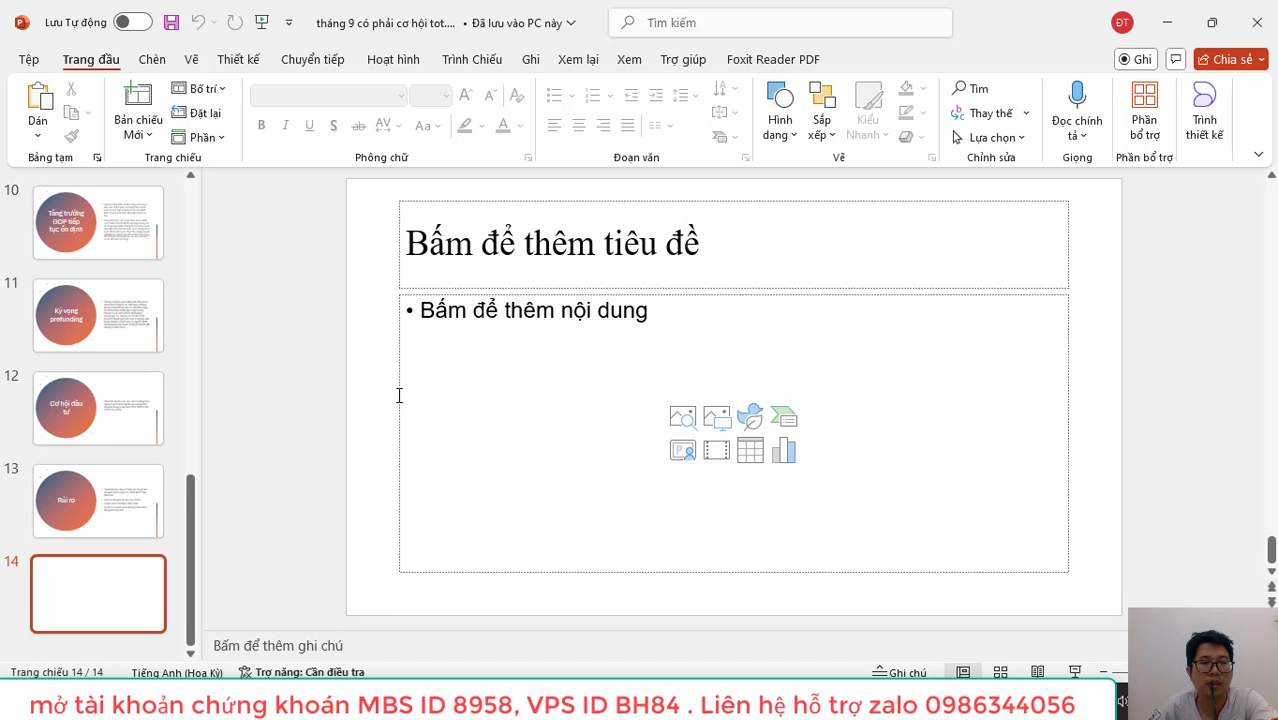 Lưu Tự động
tháng 9 có phải cơ hội tot.... • Đã lưu vào PC này
Tìm kiếm
ĐT
Tệp Trang đầu Chèn Vẽ Thiết kế Chuyển tiếp Hoạt hình Trình Chiếu Ghi Xem lại Xem Trợ giúp Foxit Reader PDF
Ghi
Chia sẻ
Dán
Bản chiếu Mới
Bố trí
Đặt lại
Phần
Hình dạng
Sắp xếp
Kiểu Nhanh
Tìm
Thay thế
Lựa chọn
Đọc chính tả
Phần bổ trợ
Trình thiết kế
Bảng tạm Trang chiếu Phông chữ Đoạn văn Vẽ Chỉnh sửa Giọng Phần bổ trợ
10
Tăng trưởng GDP tiếp tục ổn định
11
Kỳ vọng prefunding
12
Cơ hội đầu tư
13
Rủi ro
14
Bấm để thêm tiêu đề
• Bấm để thêm nội dung
Bấm để thêm ghi chú
Trang chiếu 14 / 14 Tiếng Anh (Hoa Kỳ) Trợ năng: Cần điều tra Ghi chú
mở tài khoản chứng khoán MBS ID 8958, VPS ID BH84 . Liên hệ hỗ trợ zalo 0986344056